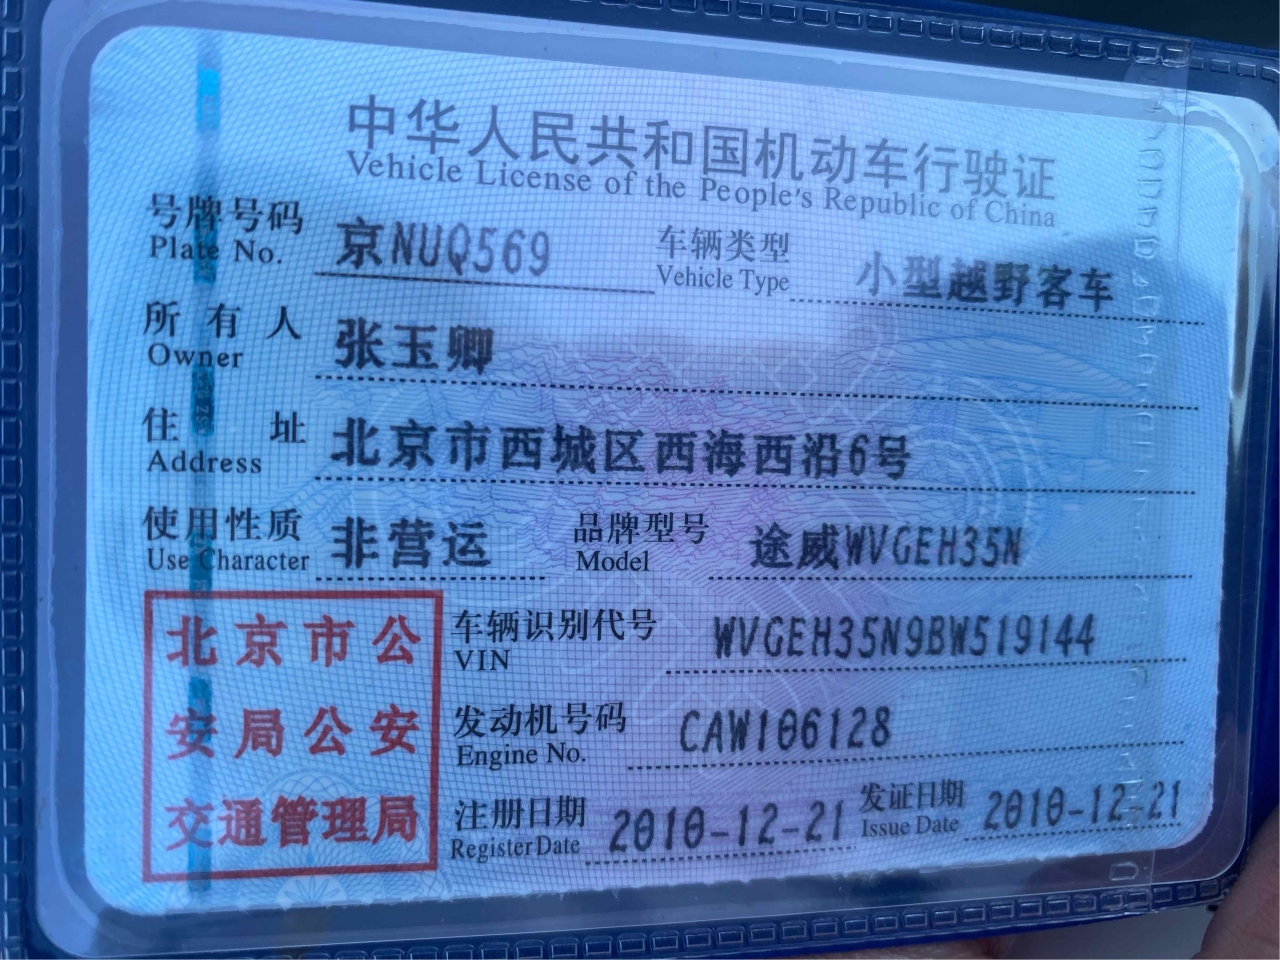 中华人民共和国机动车行驶证
Vehicle License of the People's Republic of China
号牌号码 京NUQ569 车辆类型 小型越野客车
Plate No. Vehicle Type
所有人 张玉卿
Owner
住址 北京市西城区西海西沿6号
Address
使用性质 非营运 品牌型号 途威WVGEH35N
Use Character Model
北京市公
安局公安
交通管理局
车辆识别代号 WVGEH35N9BW519144
VIN
发动机号码 CAW106128
Engine No.
注册日期 2010-12-21 发证日期 2010-12-21
Register Date Issue Date